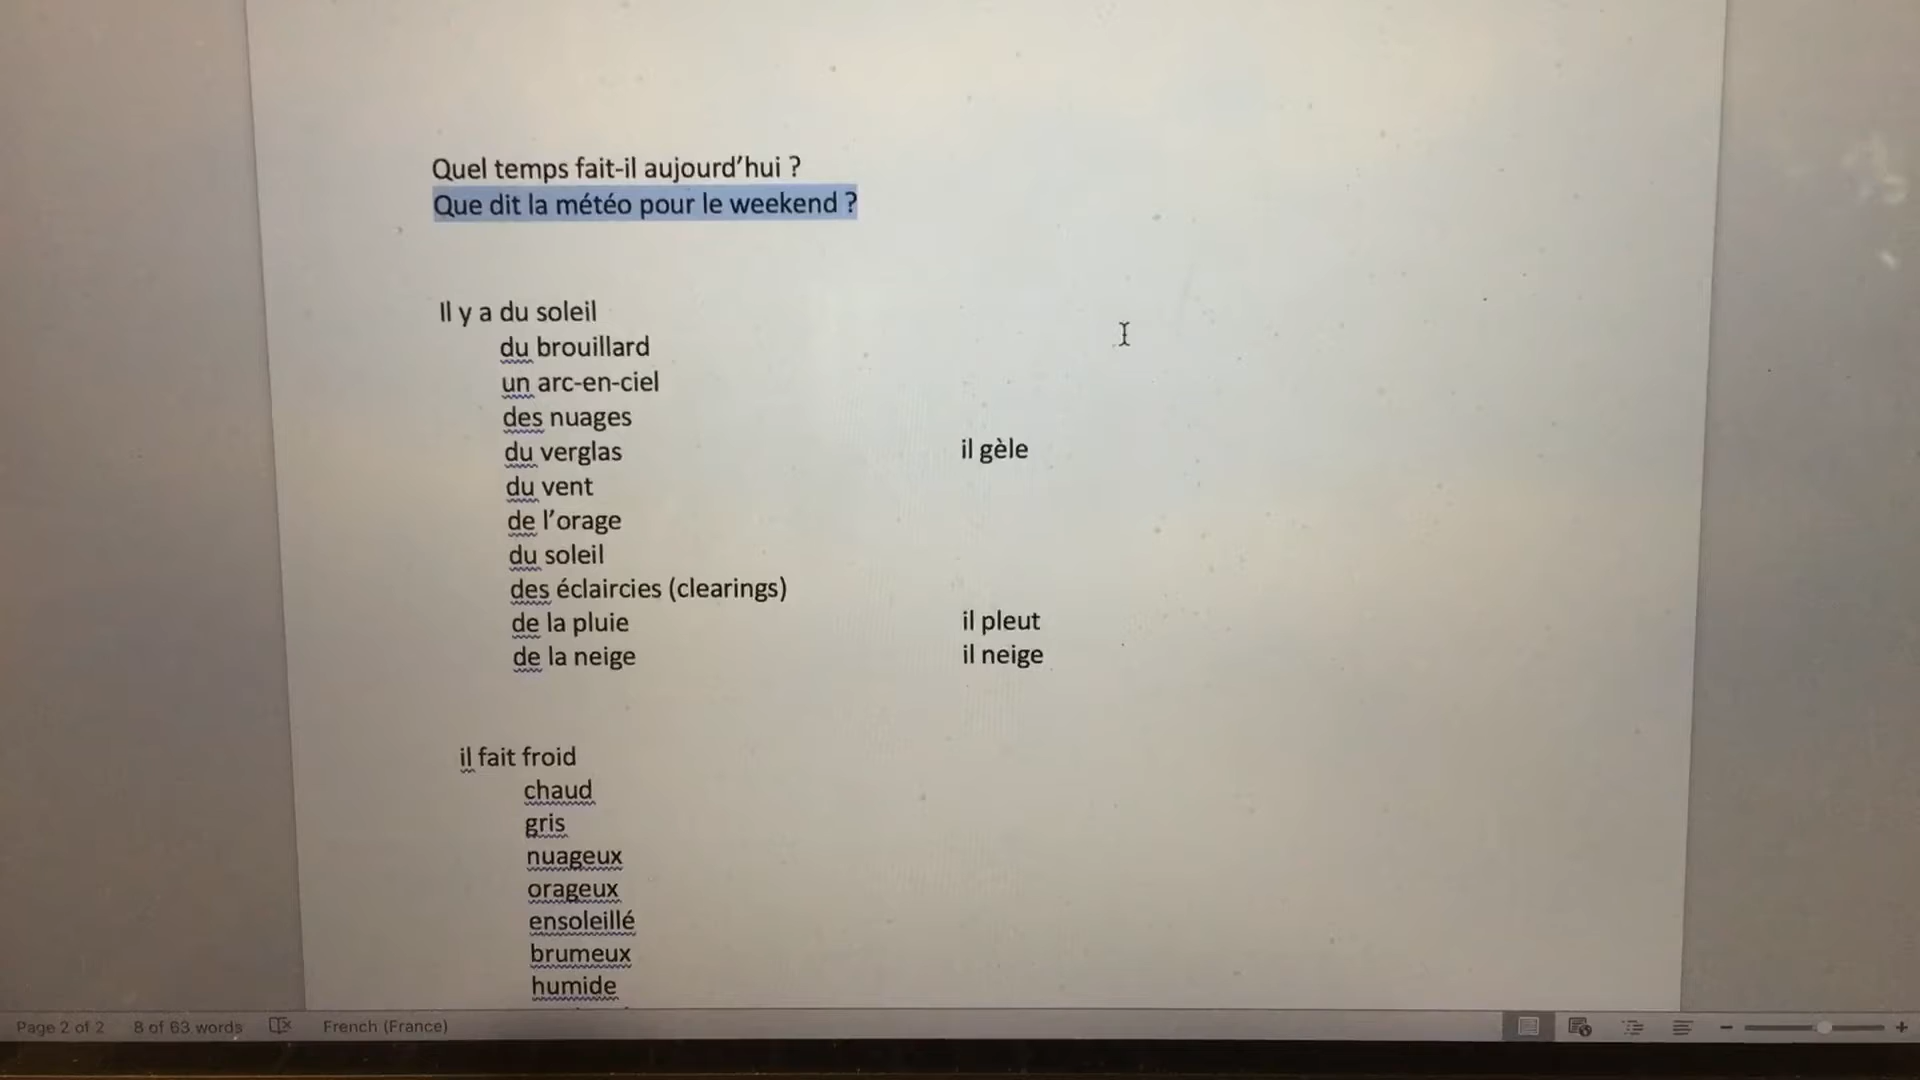 Quel temps fait-il aujourd’hui ?
Que dit la météo pour le weekend ?
Il y a du soleil
du brouillard
un arc-en-ciel
des nuages
du verglas il gèle
du vent
de l’orage
du soleil
des éclaircies (clearings)
de la pluie il pleut
de la neige il neige
il fait froid
chaud
gris
nuageux
orageux
ensoleillé
brumeux
humide
Page 2 of 2 8 of 63 words French (France)